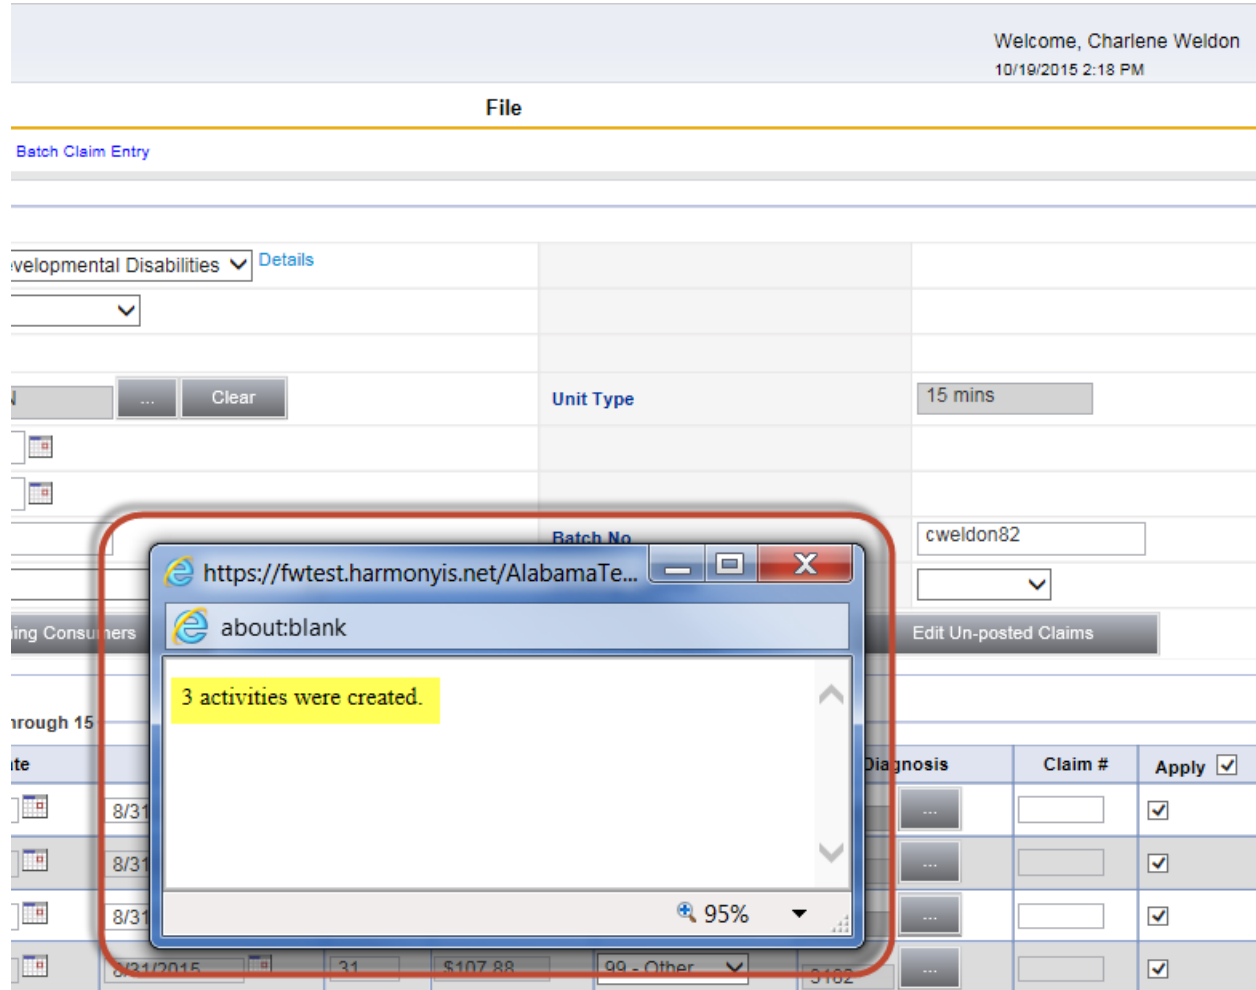 Welcome, Charlene Weldon
10/19/2015 2:18 PM
File
Batch Claim Entry
velopmental Disabilities Details
... Clear Unit Type 15 mins
Batch No cweldon82
https://fwtest.harmonyis.net/AlabamaTe...
about:blank
ing Consumers Edit Un-posted Claims
3 activities were created.
hrough 15
te Diagnosis Claim # Apply
8/31 ...
8/31 ...
8/31 ...
95%
8/31/2015 31 $107.88 99 - Other 3182 ...